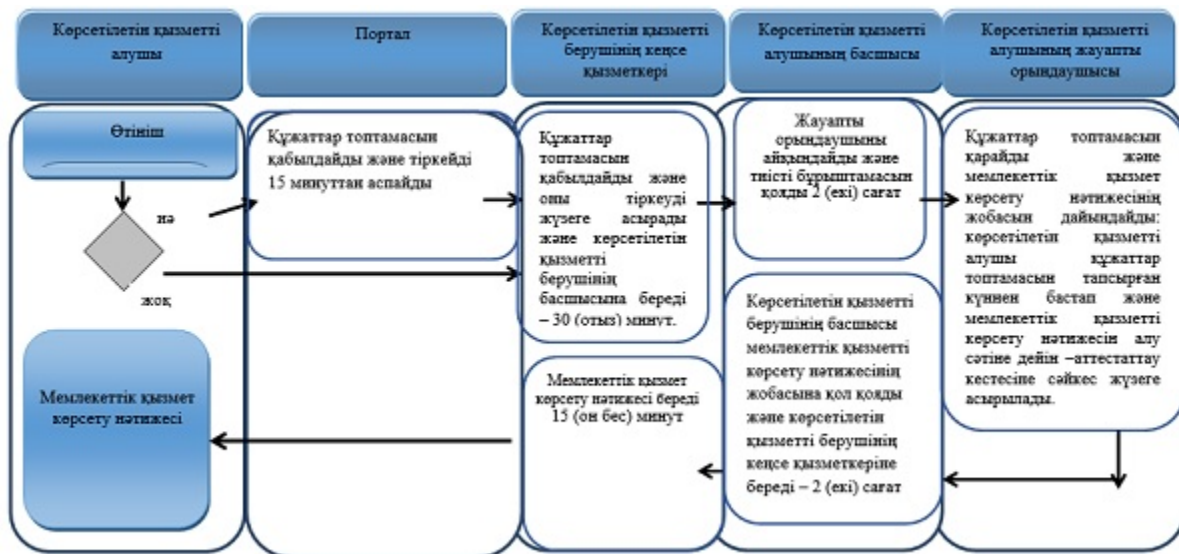 Көрсетілетін қызметті
алушы
Портал
Көрсетілетін қызметті
берушінің кеңсе
қызметкері
Көрсетілетін қызметті
алушының басшысы
Көрсетілетін қызметті
алушының жауапты
орындаушысы
Өтініш
нә
жоқ
Мемлекеттік қызмет
көрсету нәтижесі
Құжаттар топтамасын
қабылдайды және тіркейді
15 минуттан аспайды
Құжаттар
топтамасын
қабылдайды және
оны тіркеуді
жүзеге асырады
және көрсетілетін
қызметті
берушінің
басшысына береді
– 30 (отыз) минут.
Мемлекеттік қызмет
көрсету нәтижесі береді
15 (он бес) минут
Жауапты
орындаушыны
айқындайды және
тиісті бұрыштамасын
қояды 2 (екі) сағат
Көрсетілетін қызметті
берушінің басшысы
мемлекеттік қызметті
көрсету нәтижесінің
жобасына қол қояды
және көрсетілетін
қызметті берушінің
кеңсе қызметкеріне
береді – 2 (екі) сағат
Құжаттар топтамасын
қарайды және
мемлекеттік қызмет
көрсету нәтижесінің
жобасын дайындайды:
көрсетілетін қызметті
алушы құжаттар
топтамасын тапсырған
күннен бастап және
мемлекеттік қызметті
көрсету нәтижесін алу
сәтіне дейін –аттестаттау
кестесіне сәйкес жүзеге
асырылады.